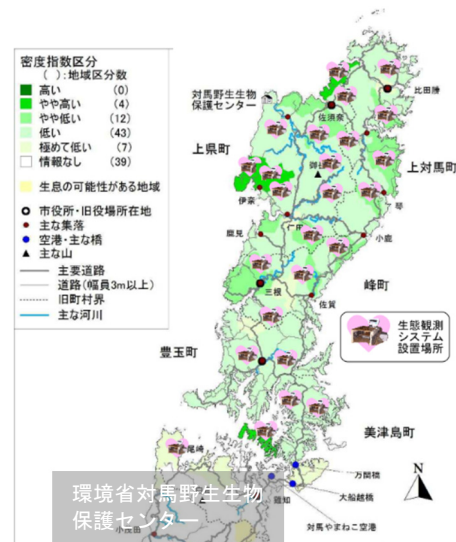 密度指数区分
( ):地域区分数
高い (0)
やや高い (4)
やや低い (12)
低い (43)
極めて低い (7)
情報なし (39)
生息の可能性がある地域
市役所・旧役場所在地
主な集落
空港・主な橋
主な山
主要道路
道路(幅員3m以上)
旧町村界
主な河川
対馬野生生物
保護センター
佐須奈
比田勝
上県町
上対馬町
御岳
伊奈
琴
仁田
鹿見
小鹿
三根
佐賀
峰町
生態観測
システム
設置場所
豊玉町
美津島町
尾崎
万関橋
N
大船越橋
雞知
対馬やまねこ空港
小茂田
環境省対馬野生生物
保護センター